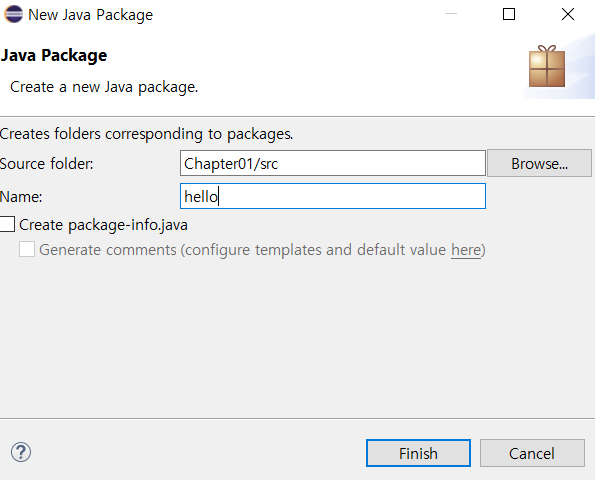 New Java Package
Java Package
Create a new Java package.
Creates folders corresponding to packages.
Source folder: Chapter01/src Browse...
Name: hello
Create package-info.java
Generate comments (configure templates and default value here)
? Finish Cancel